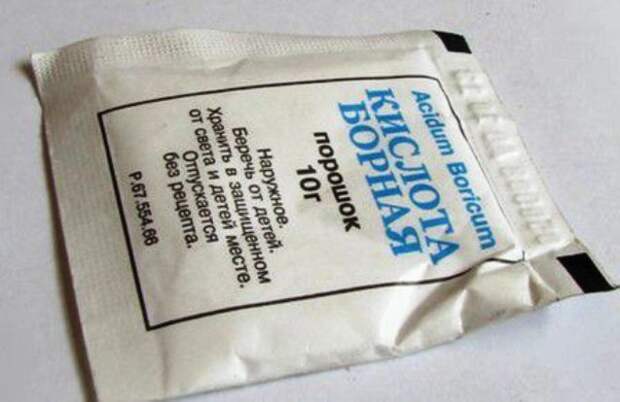 Acidum Boricum
КИСЛОТА
БОРНАЯ
порошок
10г
Наружное.
Беречь от детей.
Хранить в защищенном
от света и детей месте.
Отпускается
без рецепта.
Р.67.554.66